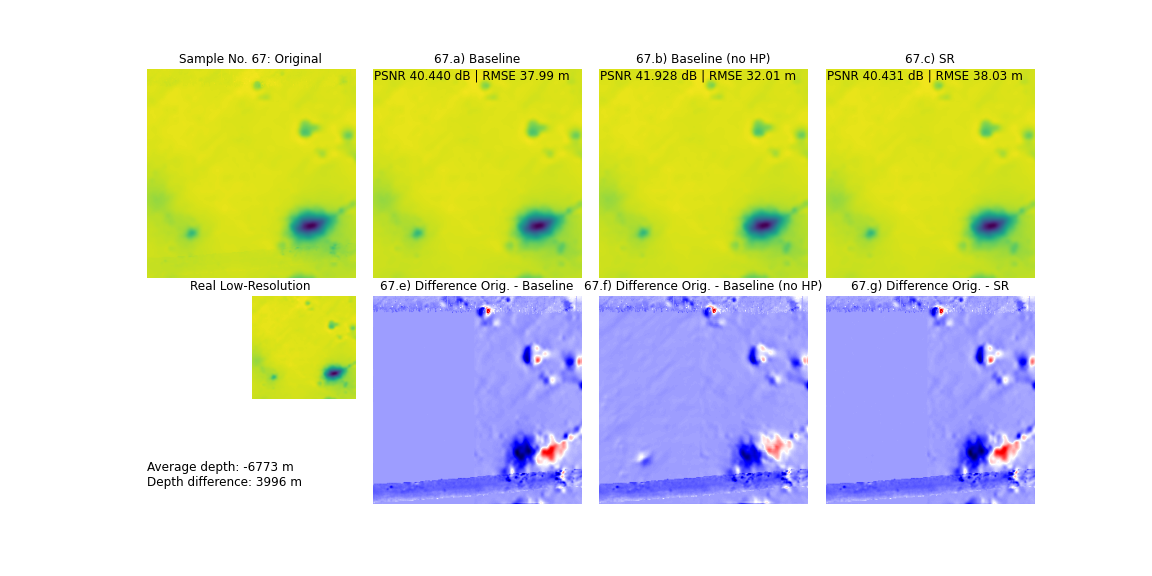 Sample No. 67: Original
67.a) Baseline
67.b) Baseline (no HP)
67.c) SR
PSNR 40.440 dB | RMSE 37.99 m
PSNR 41.928 dB | RMSE 32.01 m
PSNR 40.431 dB | RMSE 38.03 m
Real Low-Resolution
67.e) Difference Orig. - Baseline
67.f) Difference Orig. - Baseline (no HP)
67.g) Difference Orig. - SR
Average depth: -6773 m
Depth difference: 3996 m